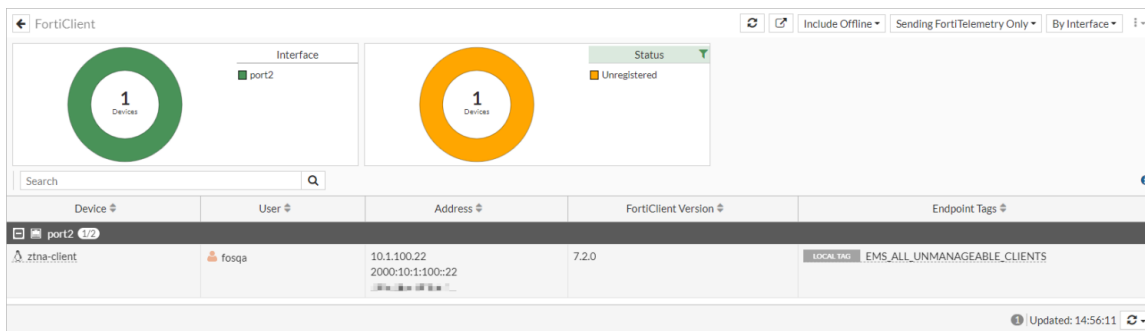 FortiClient
Include Offline
Sending FortiTelemetry Only
By Interface
1
Devices
Interface
port2
1
Devices
Status
Unregistered
Search
Device
User
Address
FortiClient Version
Endpoint Tags
port2 1/2
ztna-client
fosqa
10.1.100.22
2000:10:1:100::22
7.2.0
LOCAL TAG EMS_ALL_UNMANAGEABLE_CLIENTS
1 Updated: 14:56:11